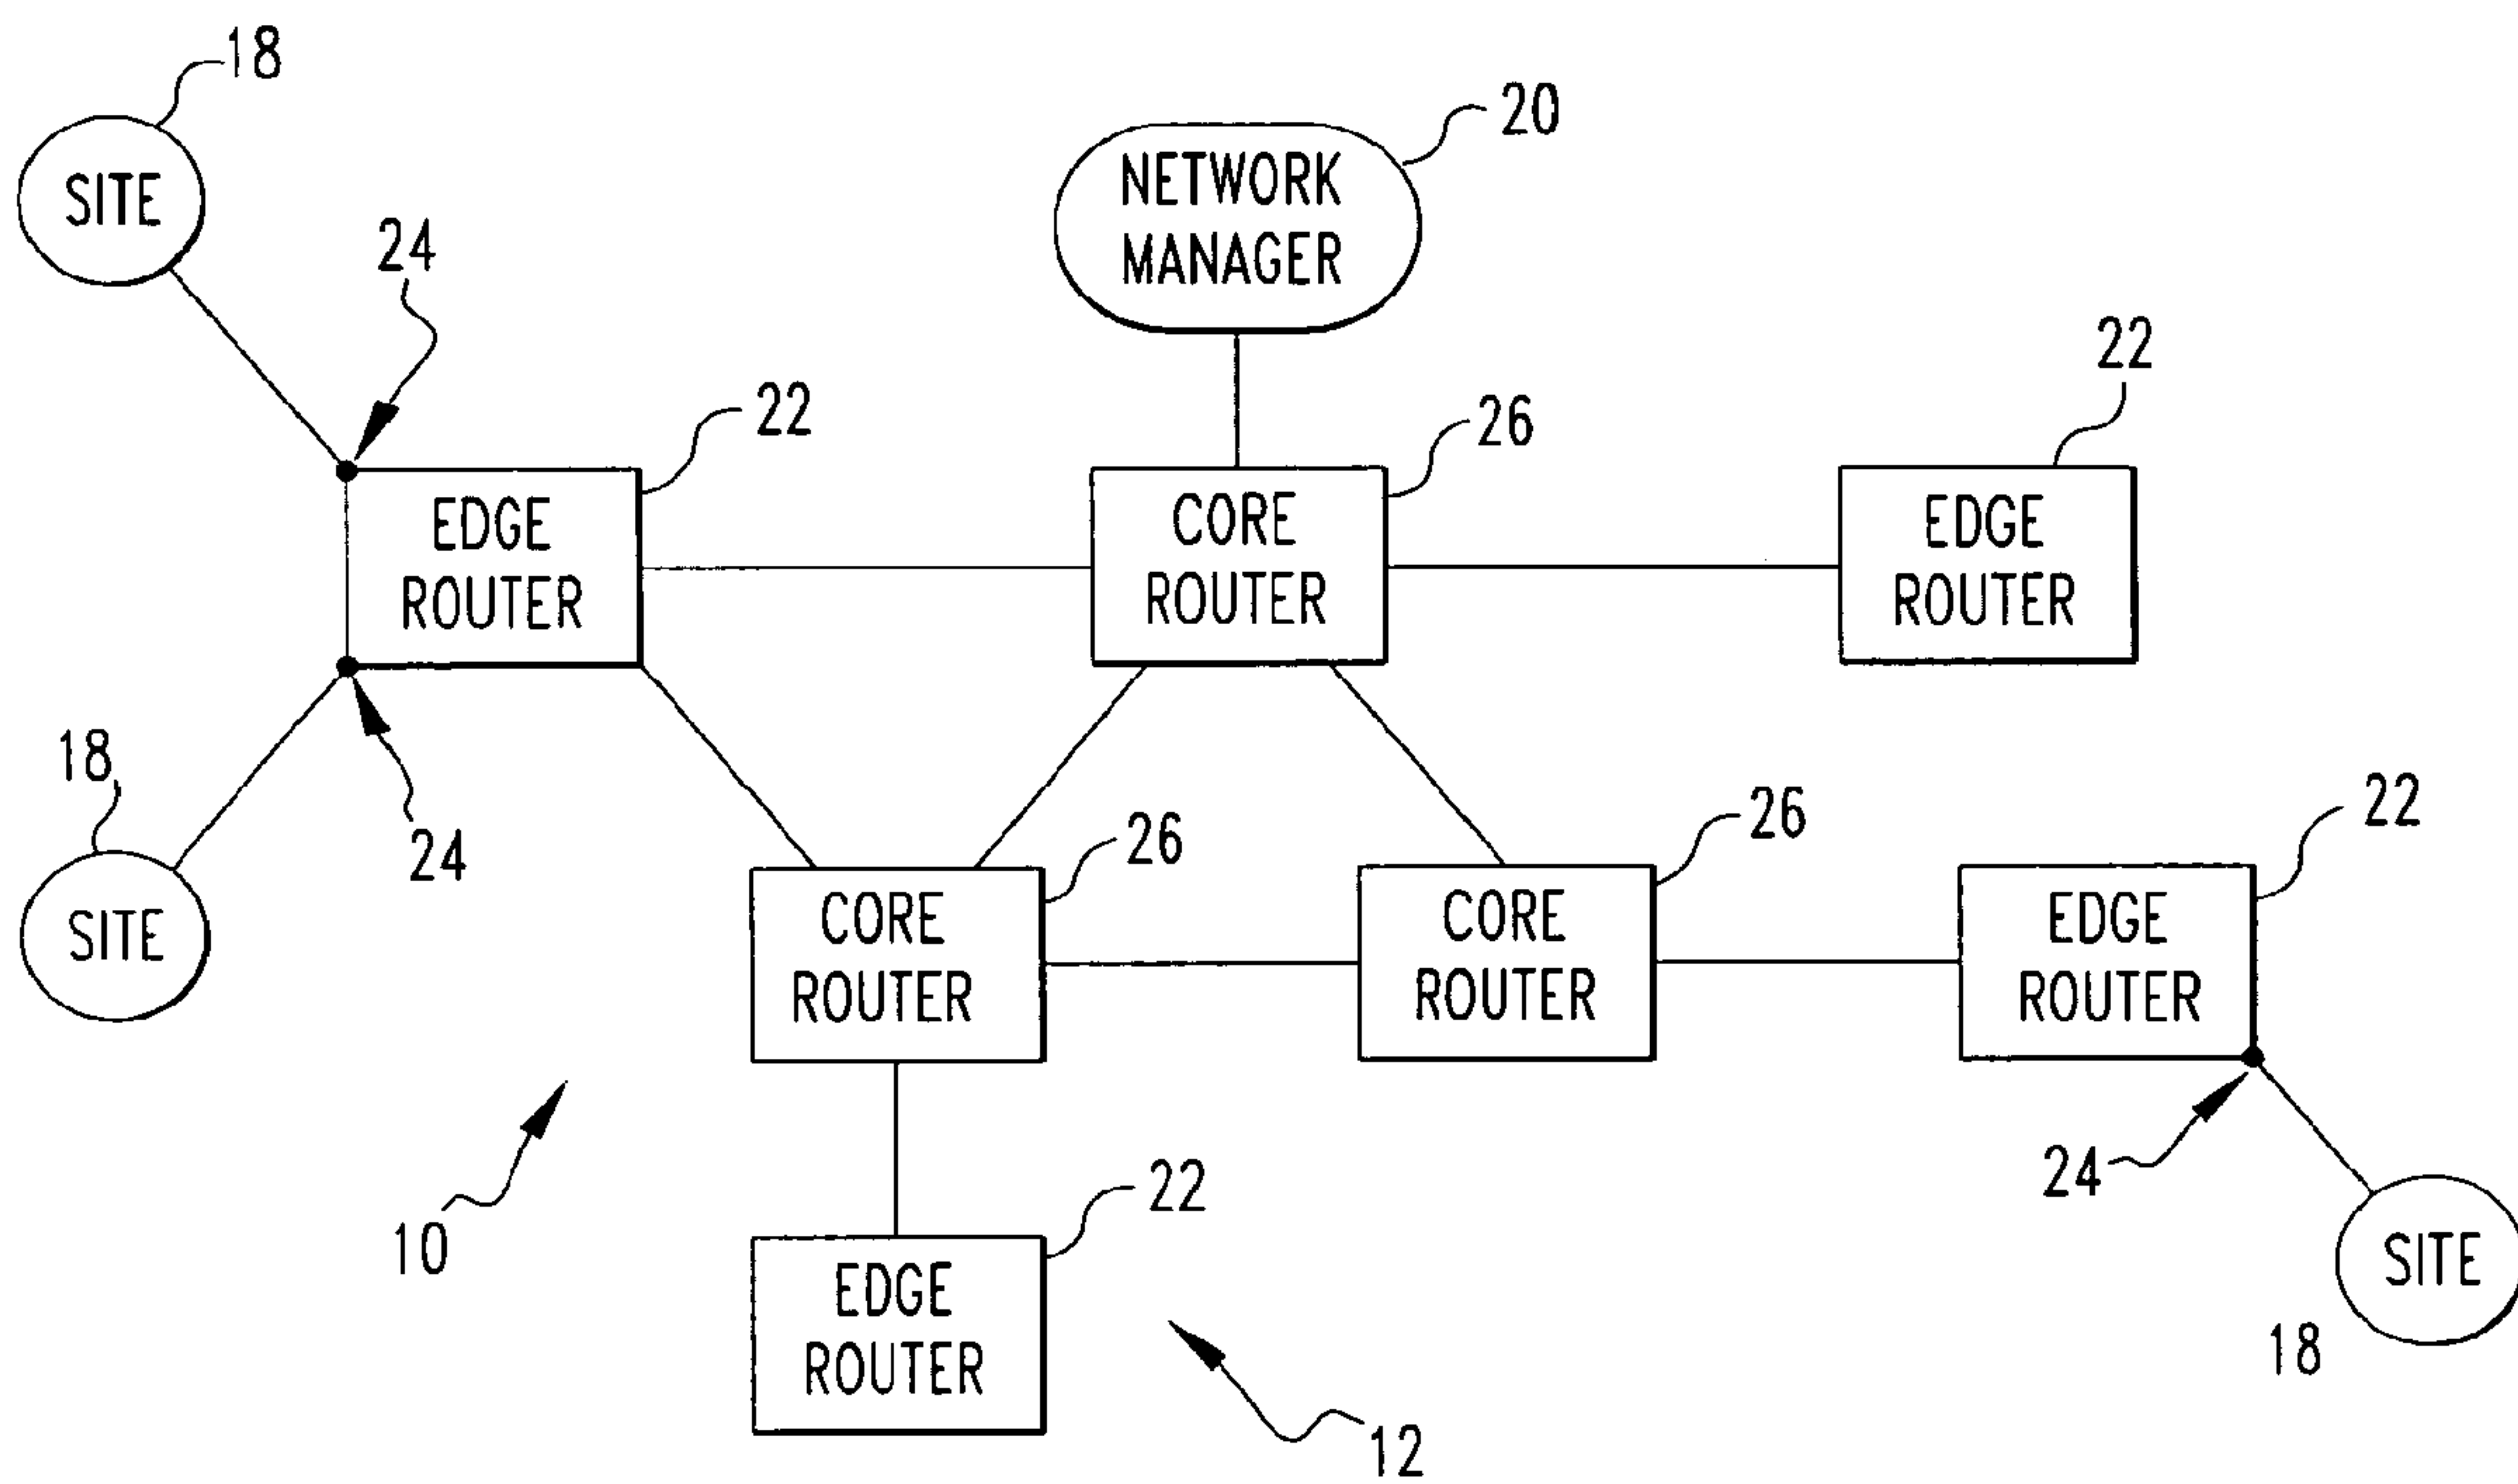 18
SITE
24
NETWORK
MANAGER
20
22
EDGE
ROUTER
22
CORE
ROUTER
26
EDGE
ROUTER
18
SITE
24
CORE
ROUTER
26
CORE
ROUTER
26
EDGE
ROUTER
22
10
EDGE
ROUTER
22
12
24
SITE
18